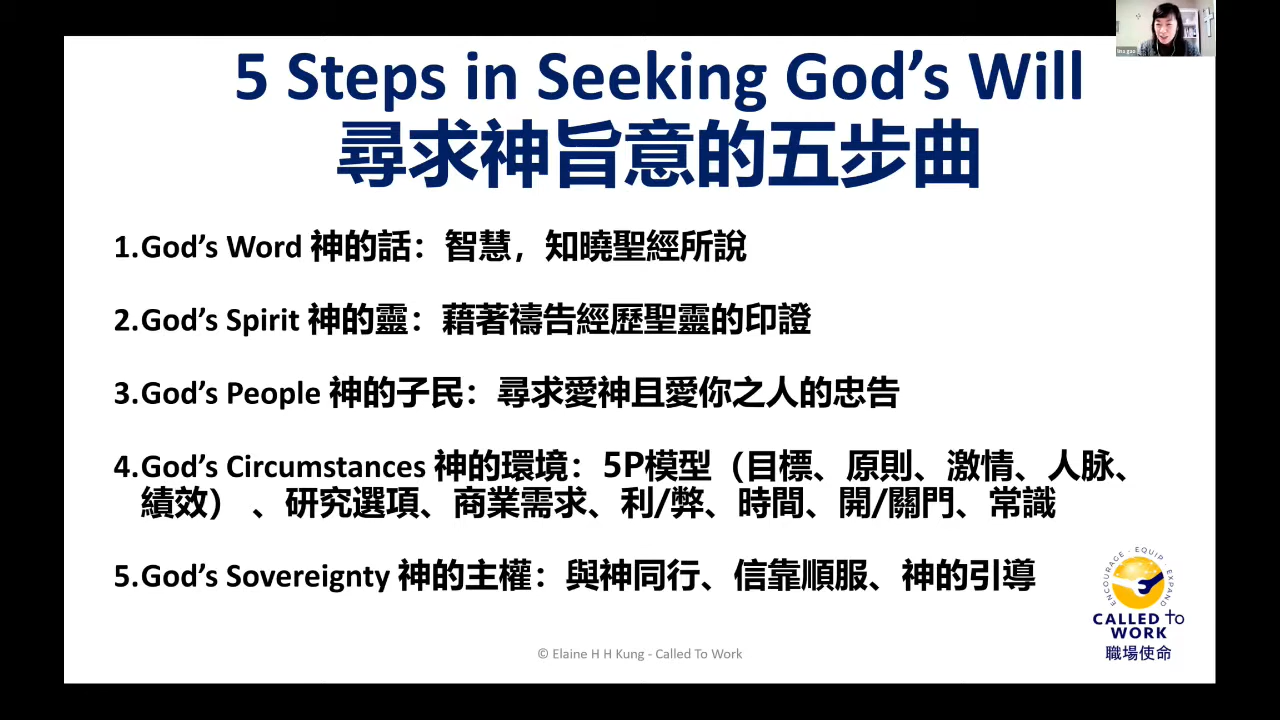 5 Steps in Seeking God's Will
尋求神旨意的五步曲
1.God's Word 神的話：智慧，知曉聖經所說
2.God's Spirit 神的靈：藉著禱告經歷聖靈的印證
3.God's People 神的子民：尋求愛神且愛你之人的忠告
4.God's Circumstances 神的環境：5P模型（目標、原則、激情、人脉、
績效）、研究選項、商業需求、利/弊、時間、開/關門、常識
5.God's Sovereignty 神的主權：與神同行、信靠順服、神的引導
ENCOURAGE · EQUIP · EXPAND
CALLED To
WORK
職場使命
© Elaine H H Kung - Called To Work